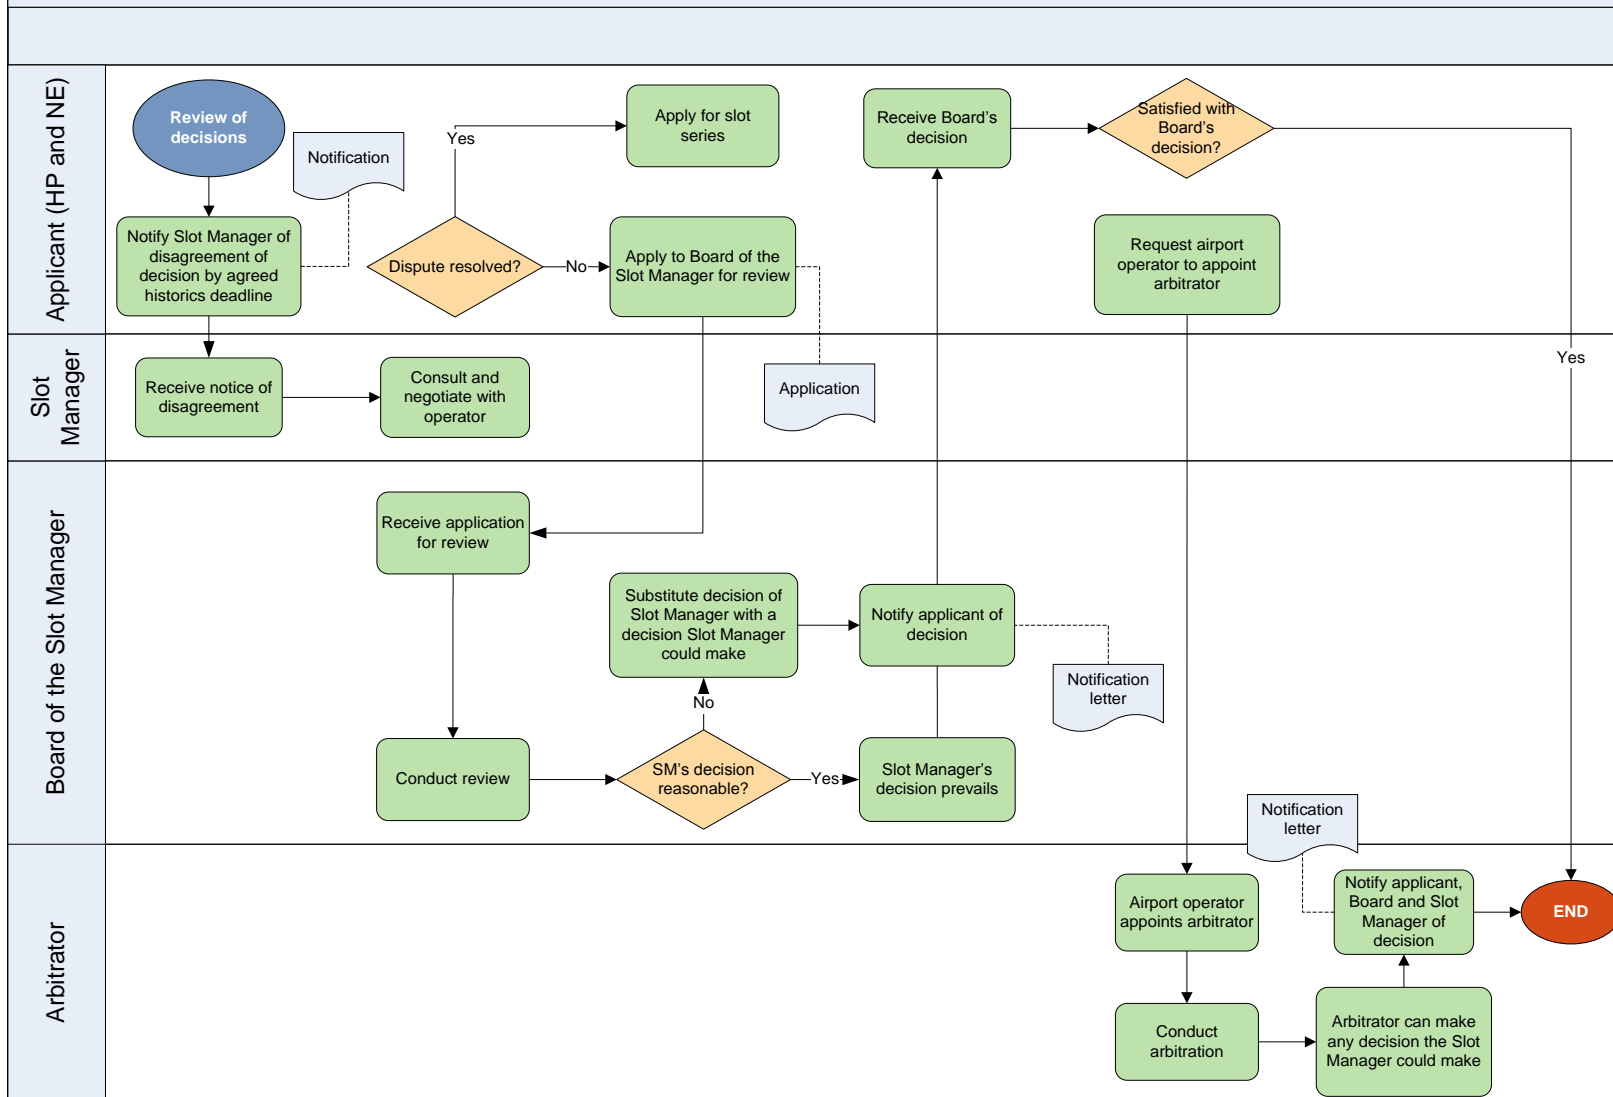 Applicant (HP and NE)
Review of
decisions
Notification
Notify Slot Manager of
disagreement of
decision by agreed
historics deadline
Yes
Apply for slot
series
Dispute resolved?
No
Apply to Board of the
Slot Manager for review
Receive Board's
decision
Satisfied with
Board's
decision?
Request airport
operator to appoint
arbitrator
Yes
Slot
Manager
Receive notice of
disagreement
Consult and
negotiate with
operator
Application
Board of the Slot Manager
Receive application
for review
Substitute decision of
Slot Manager with a
decision Slot Manager
could make
Notify applicant of
decision
Notification
letter
No
Conduct review
SM's decision
reasonable?
Yes
Slot Manager's
decision prevails
Notification
letter
Arbitrator
Airport operator
appoints arbitrator
Notify applicant,
Board and Slot
Manager of
decision
END
Conduct
arbitration
Arbitrator can make
any decision the Slot
Manager could make